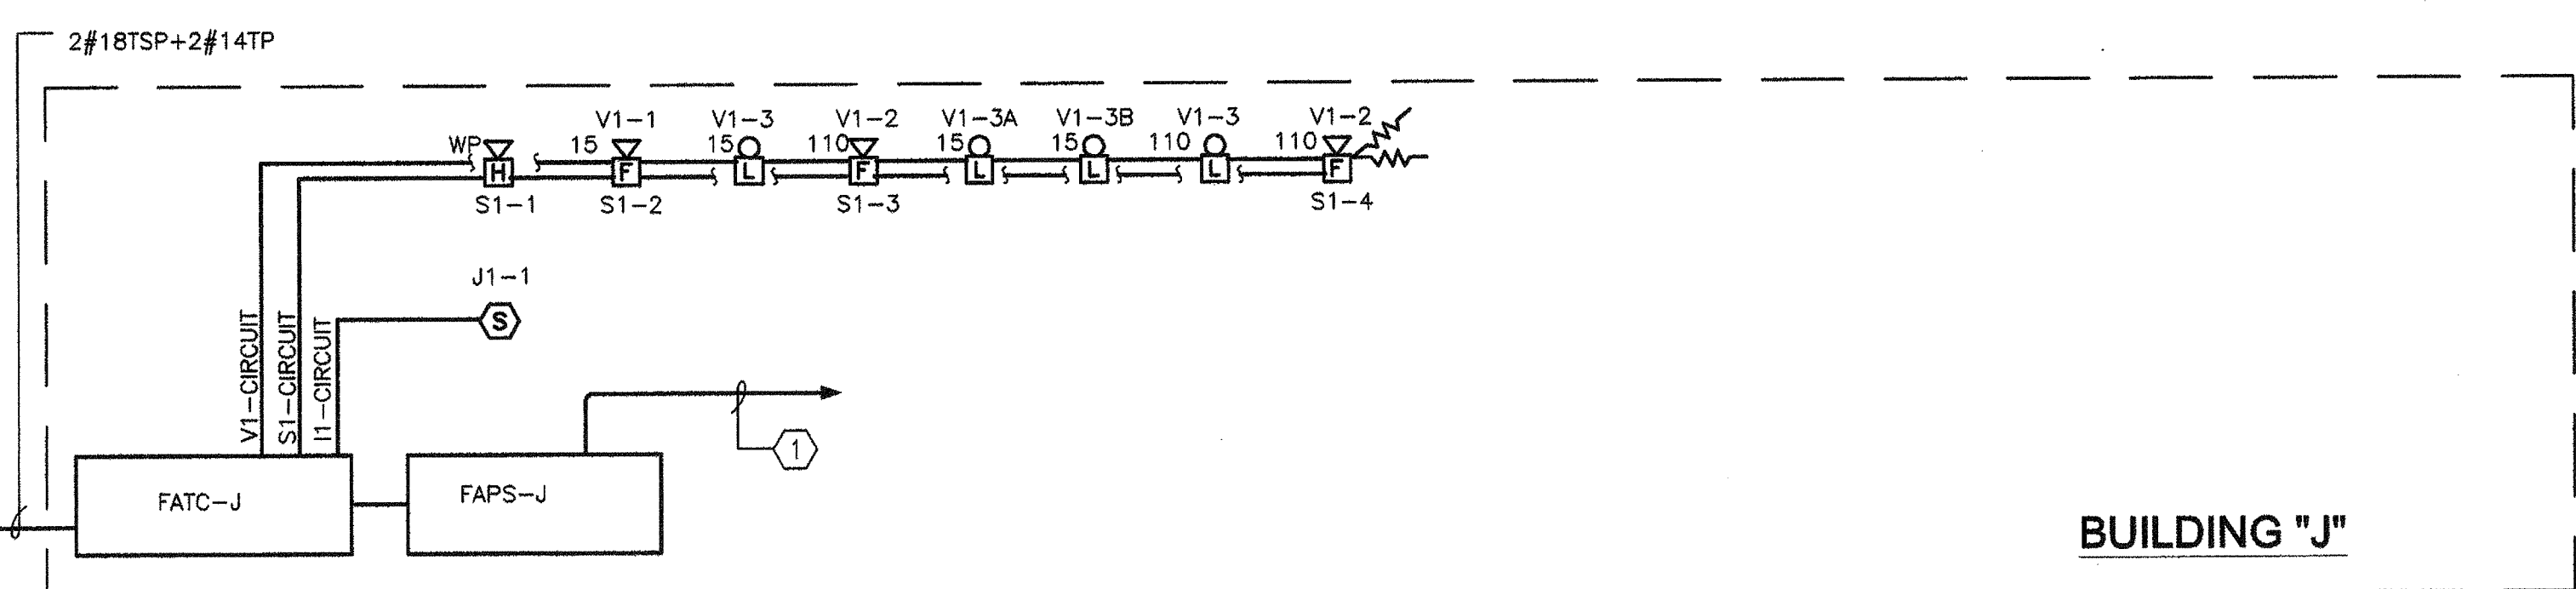 2#18TSP+2#14TP
V1-1 V1-3 V1-2 V1-3A V1-3B V1-3 V1-2
WP 15 15 110 15 15 110 110
H F L F L L L F
S1-1 S1-2 S1-3 S1-4
J1-1
S
V1-CIRCUIT
S1-CIRCUIT
I1-CIRCUIT
1
FATC-J
FAPS-J
BUILDING "J"